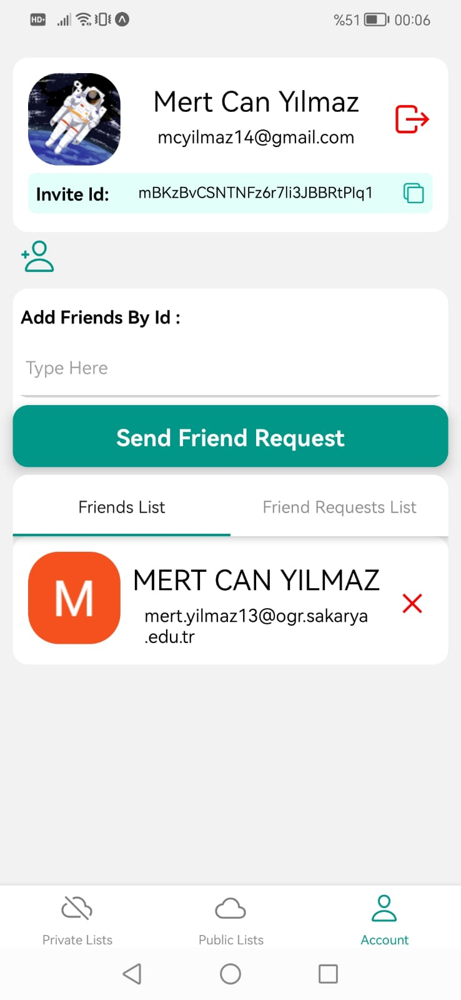 HD+ %51 00:06
Mert Can Yılmaz
mcyilmaz14@gmail.com
Invite Id: mBKzBvCSNTNFz6r7li3JBBRtPlq1
Add Friends By Id :
Type Here
Send Friend Request
Friends List Friend Requests List
M
MERT CAN YILMAZ
mert.yilmaz13@ogr.sakarya
.edu.tr
Private Lists Public Lists Account